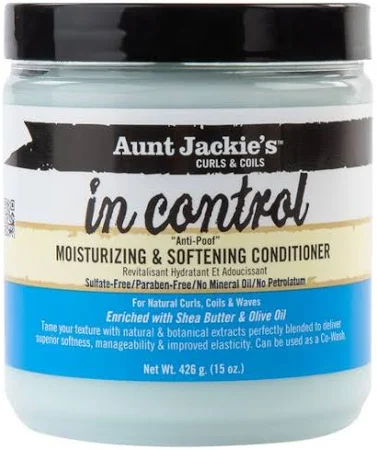 Aunt Jackie's™
CURLS & COILS
in control
"Anti-Poof"
MOISTURIZING & SOFTENING CONDITIONER
Revitalisant Hydratant Et Adoucissant
Sulfate-Free/Paraben-Free/No Mineral Oil/No Petrolatum
For Natural Curls, Coils & Waves
Enriched with Shea Butter & Olive Oil
Tame your texture with natural & botanical extracts perfectly blended to deliver
superior softness, manageability & improved elasticity. Can be used as a Co-Wash.
Net Wt. 426 g. (15 oz.)